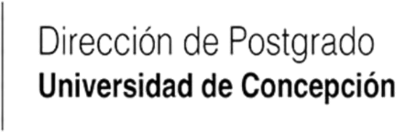 Dirección de Postgrado
Universidad de Concepción